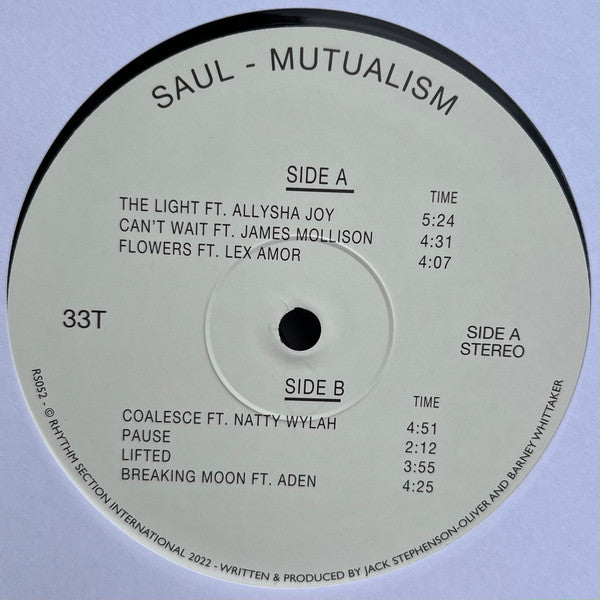 SAUL - MUTUALISM
SIDE A
TIME
THE LIGHT FT. ALLYSHA JOY 5:24
CAN'T WAIT FT. JAMES MOLLISON 4:31
FLOWERS FT. LEX AMOR 4:07
33T
SIDE A
STEREO
SIDE B
TIME
COALESCE FT. NATTY WYLAH 4:51
PAUSE 2:12
LIFTED 3:55
BREAKING MOON FT. ADEN 4:25
RS052 - © RHYTHM SECTION INTERNATIONAL 2022 - WRITTEN & PRODUCED BY JACK STEPHENSON-OLIVER AND BARNEY WHITTAKER